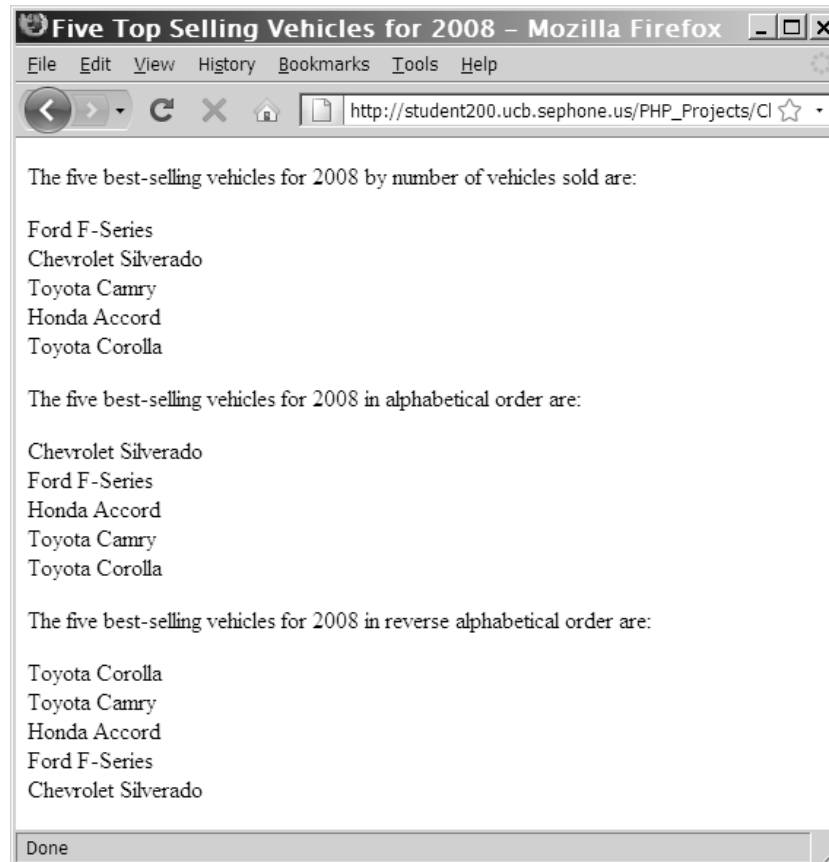 Five Top Selling Vehicles for 2008 – Mozilla Firefox
File Edit View History Bookmarks Tools Help
http://student200.ucb.sephone.us/PHP_Projects/Cl
The five best-selling vehicles for 2008 by number of vehicles sold are:
Ford F-Series
Chevrolet Silverado
Toyota Camry
Honda Accord
Toyota Corolla
The five best-selling vehicles for 2008 in alphabetical order are:
Chevrolet Silverado
Ford F-Series
Honda Accord
Toyota Camry
Toyota Corolla
The five best-selling vehicles for 2008 in reverse alphabetical order are:
Toyota Corolla
Toyota Camry
Honda Accord
Ford F-Series
Chevrolet Silverado
Done